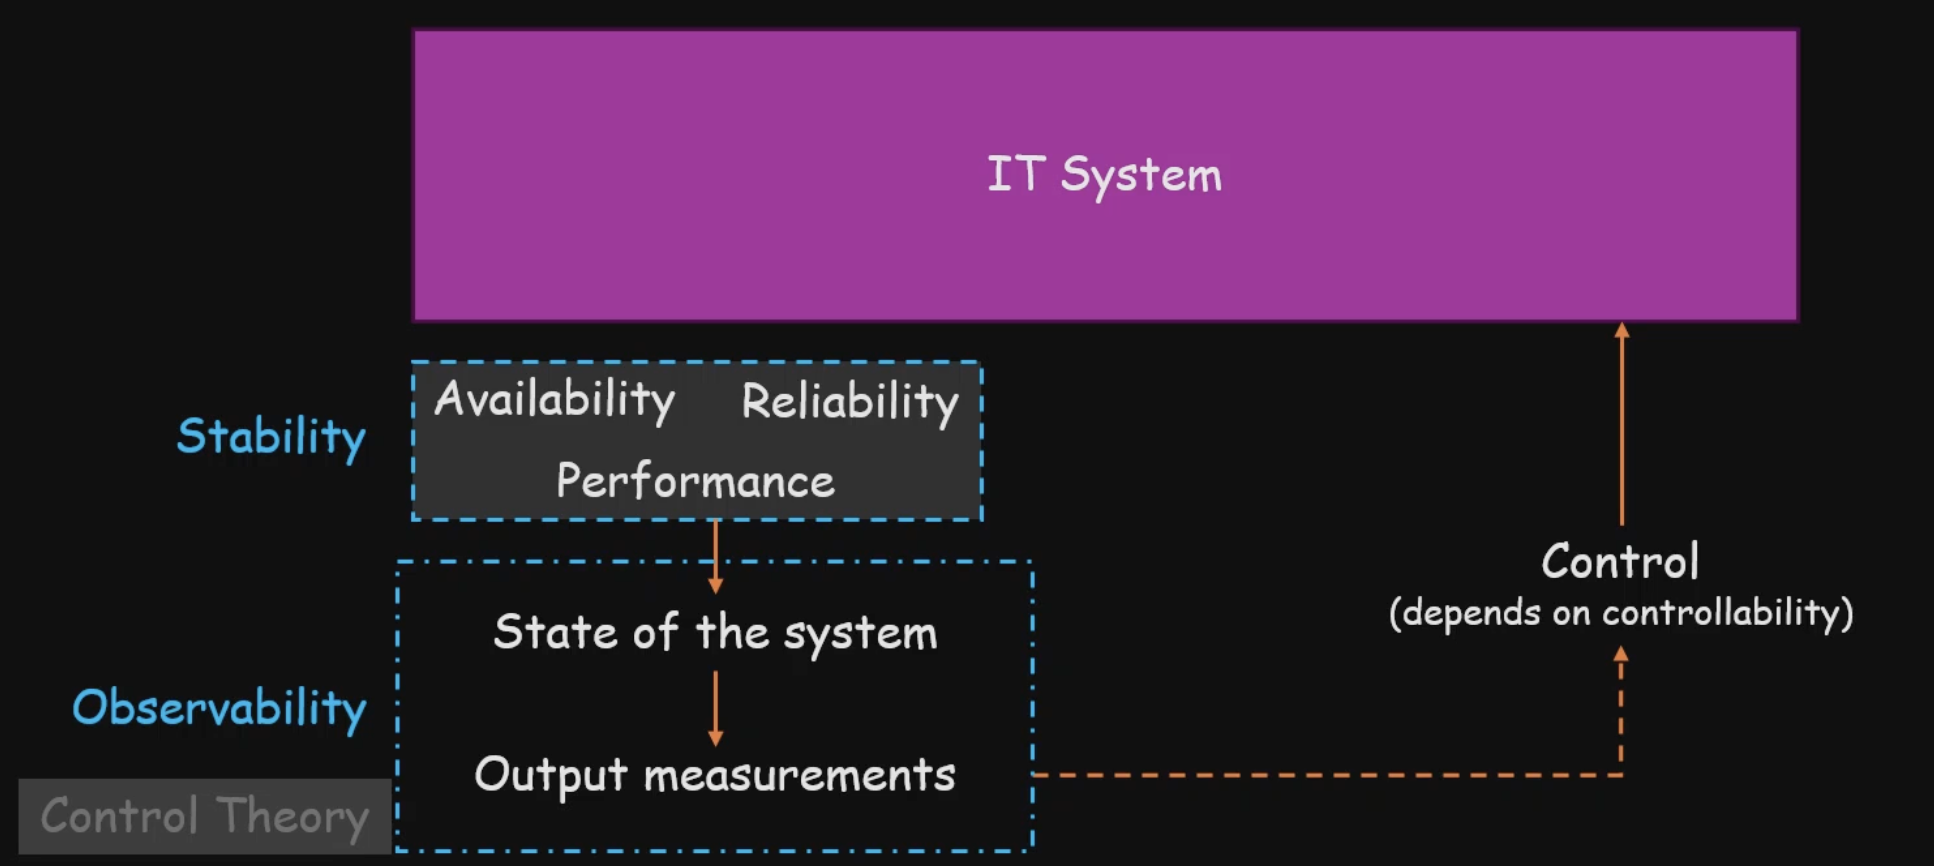 IT System
Availability Reliability
Performance
Stability
State of the system
Observability
Output measurements
Control Theory
Control
(depends on controllability)